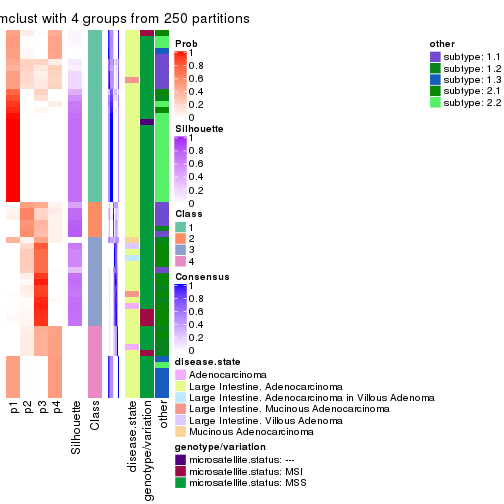 mclust with 4 groups from 250 partitions
Prob
1
0.8
0.6
0.4
0.2
0
Silhouette
1
0.8
0.6
0.4
0.2
0
Class
1
2
3
4
Consensus
1
0.8
0.6
0.4
0.2
0
disease.state
Adenocarcinoma
Large Intestine, Adenocarcinoma
Large Intestine, Adenocarcinoma in Villous Adenoma
Large Intestine, Mucinous Adenocarcinoma
Large Intestine, Villous Adenoma
Mucinous Adenocarcinoma
genotype/variation
microsatellite.status: ---
microsatellite.status: MSI
microsatellite.status: MSS
other
subtype: 1.1
subtype: 1.2
subtype: 1.3
subtype: 2.1
subtype: 2.2
p1
p2
p3
p4
Silhouette
Class
disease.state
genotype/variation
other